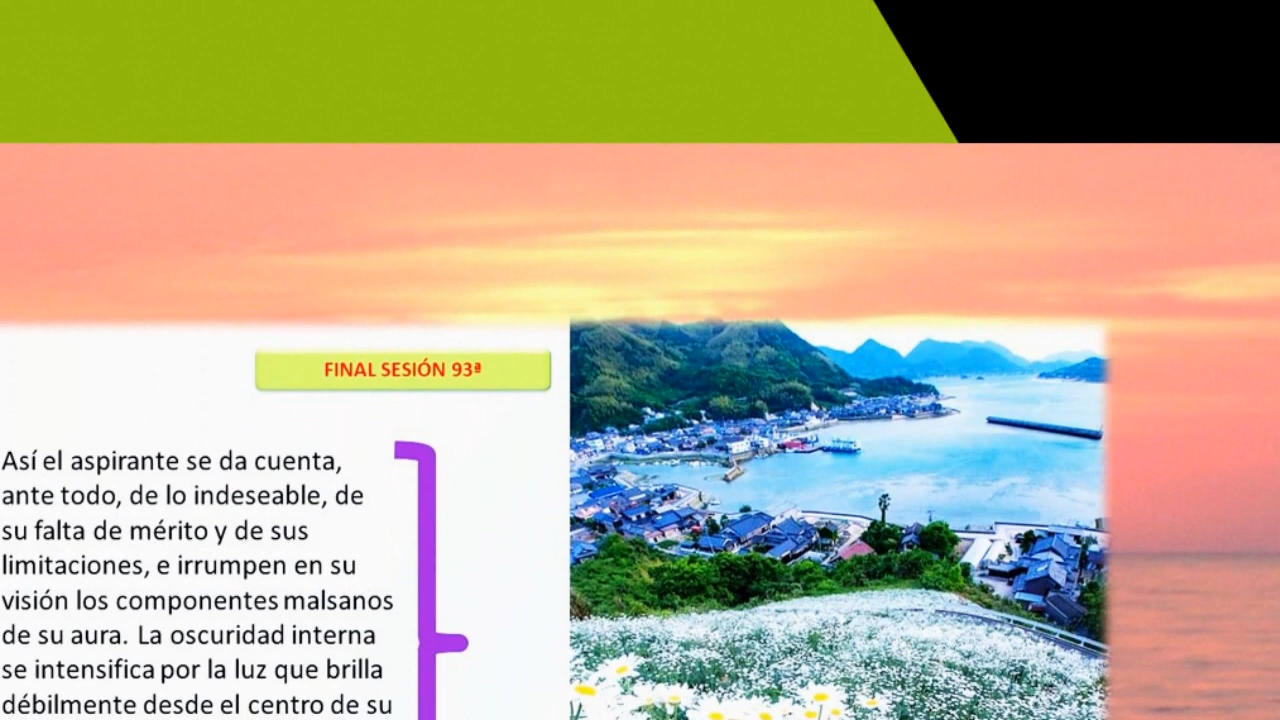 FINAL SESIÓN 93ª
Así el aspirante se da cuenta,
ante todo, de lo indeseable, de
su falta de mérito y de sus
limitaciones, e irrumpen en su
visión los componentes malsanos
de su aura. La oscuridad interna
se intensifica por la luz que brilla
débilmente desde el centro de su